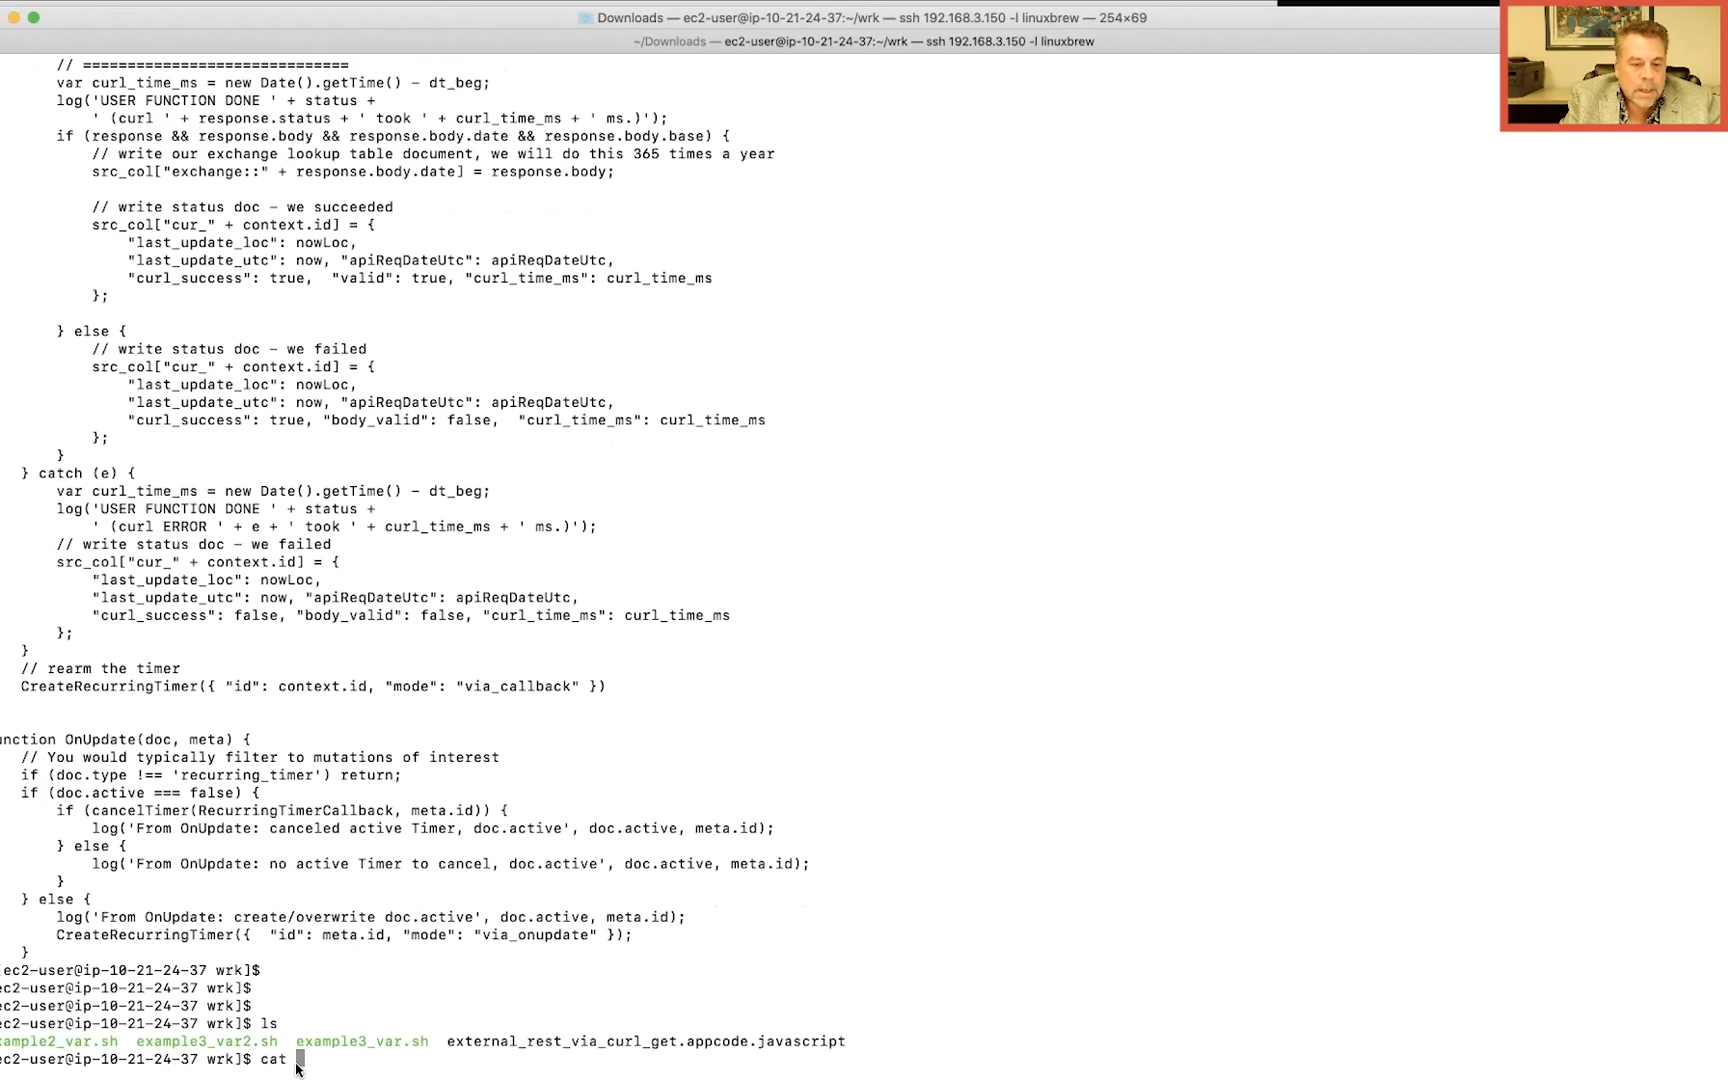 Downloads — ec2-user@ip-10-21-24-37:~/wrk — ssh 192.168.3.150 -l linuxbrew — 254×69
~/Downloads — ec2-user@ip-10-21-24-37:~/wrk — ssh 192.168.3.150 -l linuxbrew
// ==============================
var curl_time_ms = new Date().getTime() - dt_beg;
log('USER FUNCTION DONE ' + status +
' (curl ' + response.status + ' took ' + curl_time_ms + ' ms.)');
if (response && response.body && response.body.date && response.body.base) {
// write our exchange lookup table document, we will do this 365 times a year
src_col["exchange::" + response.body.date] = response.body;
// write status doc - we succeeded
src_col["cur_" + context.id] = {
"last_update_loc": nowLoc,
"last_update_utc": now, "apiReqDateUtc": apiReqDateUtc,
"curl_success": true,  "valid": true, "curl_time_ms": curl_time_ms
};
} else {
// write status doc - we failed
src_col["cur_" + context.id] = {
"last_update_loc": nowLoc,
"last_update_utc": now, "apiReqDateUtc": apiReqDateUtc,
"curl_success": true, "body_valid": false,  "curl_time_ms": curl_time_ms
};
}
} catch (e) {
var curl_time_ms = new Date().getTime() - dt_beg;
log('USER FUNCTION DONE ' + status +
' (curl ERROR ' + e + ' took ' + curl_time_ms + ' ms.)');
// write status doc - we failed
src_col["cur_" + context.id] = {
"last_update_loc": nowLoc,
"last_update_utc": now, "apiReqDateUtc": apiReqDateUtc,
"curl_success": false, "body_valid": false, "curl_time_ms": curl_time_ms
};
}
// rearm the timer
CreateRecurringTimer({ "id": context.id, "mode": "via_callback" })
unction OnUpdate(doc, meta) {
// You would typically filter to mutations of interest
if (doc.type !== 'recurring_timer') return;
if (doc.active === false) {
if (cancelTimer(RecurringTimerCallback, meta.id)) {
log('From OnUpdate: canceled active Timer, doc.active', doc.active, meta.id);
} else {
log('From OnUpdate: no active Timer to cancel, doc.active', doc.active, meta.id);
}
} else {
log('From OnUpdate: create/overwrite doc.active', doc.active, meta.id);
CreateRecurringTimer({  "id": meta.id, "mode": "via_onupdate" });
}
[ec2-user@ip-10-21-24-37 wrk]$
ec2-user@ip-10-21-24-37 wrk]$
ec2-user@ip-10-21-24-37 wrk]$
ec2-user@ip-10-21-24-37 wrk]$ ls
xample2_var.sh  example3_var2.sh  example3_var.sh  external_rest_via_curl_get.appcode.javascript
ec2-user@ip-10-21-24-37 wrk]$ cat